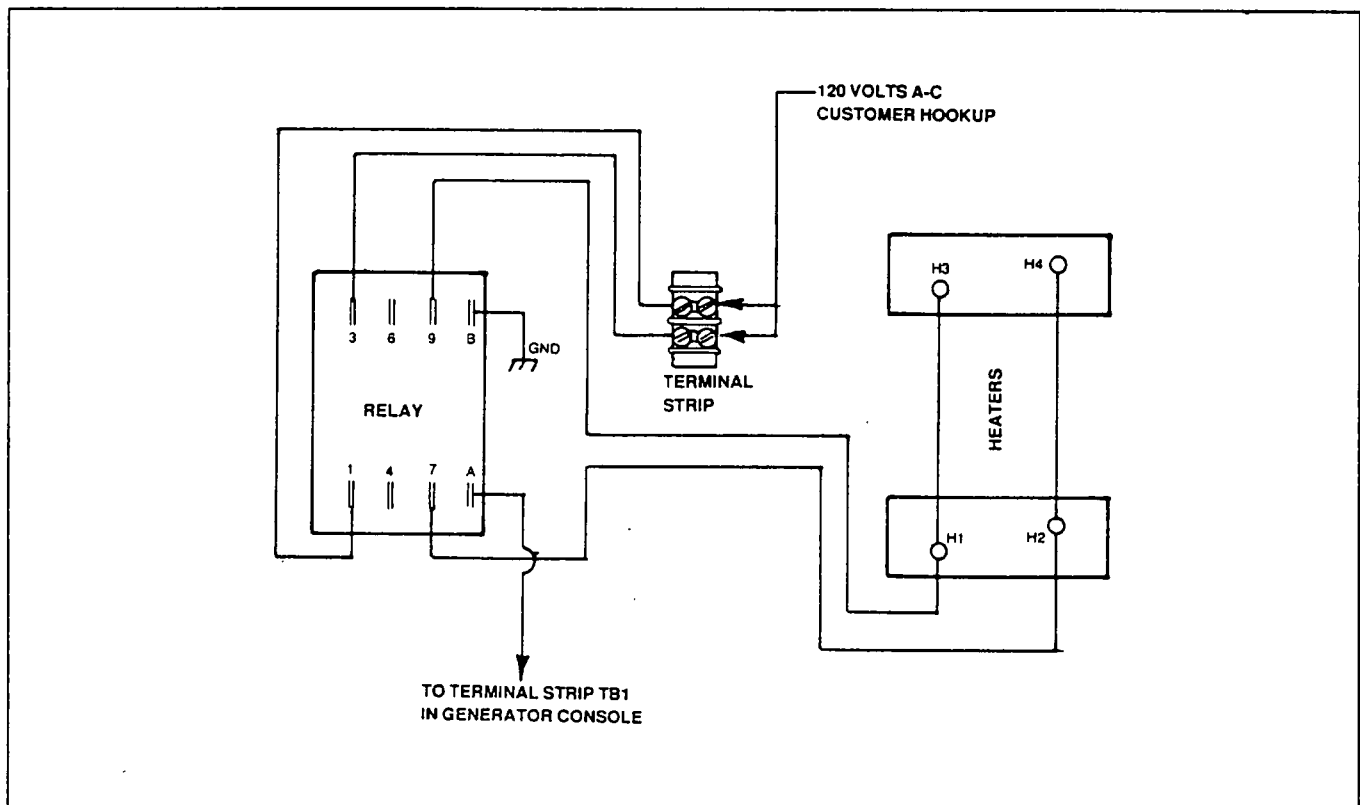 120 VOLTS A-C
CUSTOMER HOOKUP
3 6 9 B
GND
RELAY
1 4 7 A
TERMINAL
STRIP
H3 H4
HEATERS
H1 H2
TO TERMINAL STRIP TB1
IN GENERATOR CONSOLE